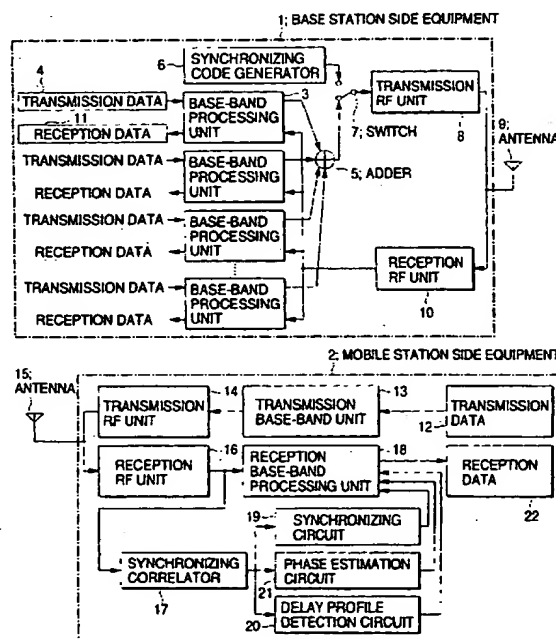 1; BASE STATION SIDE EQUIPMENT
6
SYNCHRONIZING
CODE GENERATOR
4
3
TRANSMISSION DATA
BASE-BAND
PROCESSING
UNIT
11
RECEPTION DATA
TRANSMISSION
RF UNIT
7; SWITCH
8
9;
ANTENNA
TRANSMISSION DATA
BASE-BAND
PROCESSING
UNIT
5; ADDER
RECEPTION DATA
TRANSMISSION DATA
BASE-BAND
PROCESSING
UNIT
RECEPTION DATA
TRANSMISSION DATA
BASE-BAND
PROCESSING
UNIT
RECEPTION DATA
RECEPTION
RF UNIT
10
2; MOBILE STATION SIDE EQUIPMENT
15;
ANTENNA
14
TRANSMISSION
RF UNIT
13
TRANSMISSION
BASE-BAND UNIT
TRANSMISSION
DATA
12
16
RECEPTION
RF UNIT
18
RECEPTION
BASE-BAND
PROCESSING UNIT
RECEPTION
DATA
22
19
SYNCHRONIZING
CIRCUIT
SYNCHRONIZING
CORRELATOR
17
PHASE ESTIMATION
CIRCUIT
21
DELAY PROFILE
DETECTION CIRCUIT
20